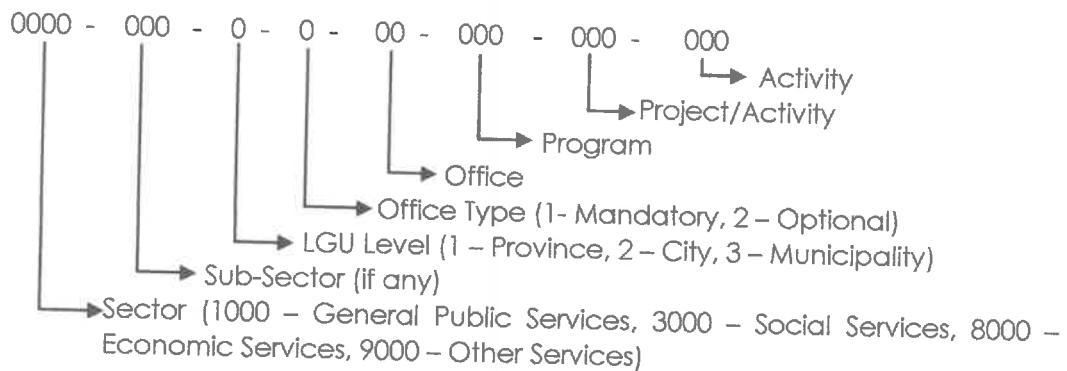 0000 - 000 - 0 - 0 - 00 - 000 - 000 - 000
Activity
Project/Activity
Program
Office
Office Type (1- Mandatory, 2 – Optional)
LGU Level (1 – Province, 2 – City, 3 – Municipality)
Sub-Sector (if any)
Sector (1000 – General Public Services, 3000 – Social Services, 8000 –
Economic Services, 9000 – Other Services)